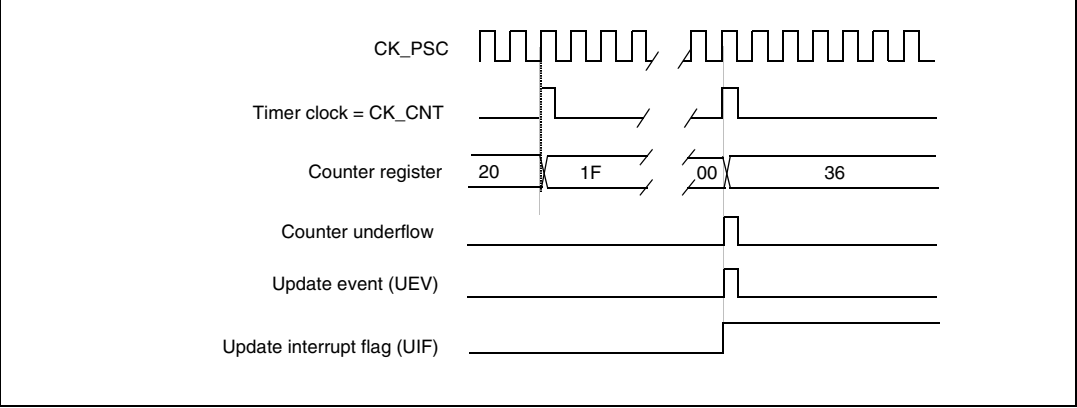 CK_PSC
Timer clock = CK_CNT
Counter register 20 1F 00 36
Counter underflow
Update event (UEV)
Update interrupt flag (UIF)